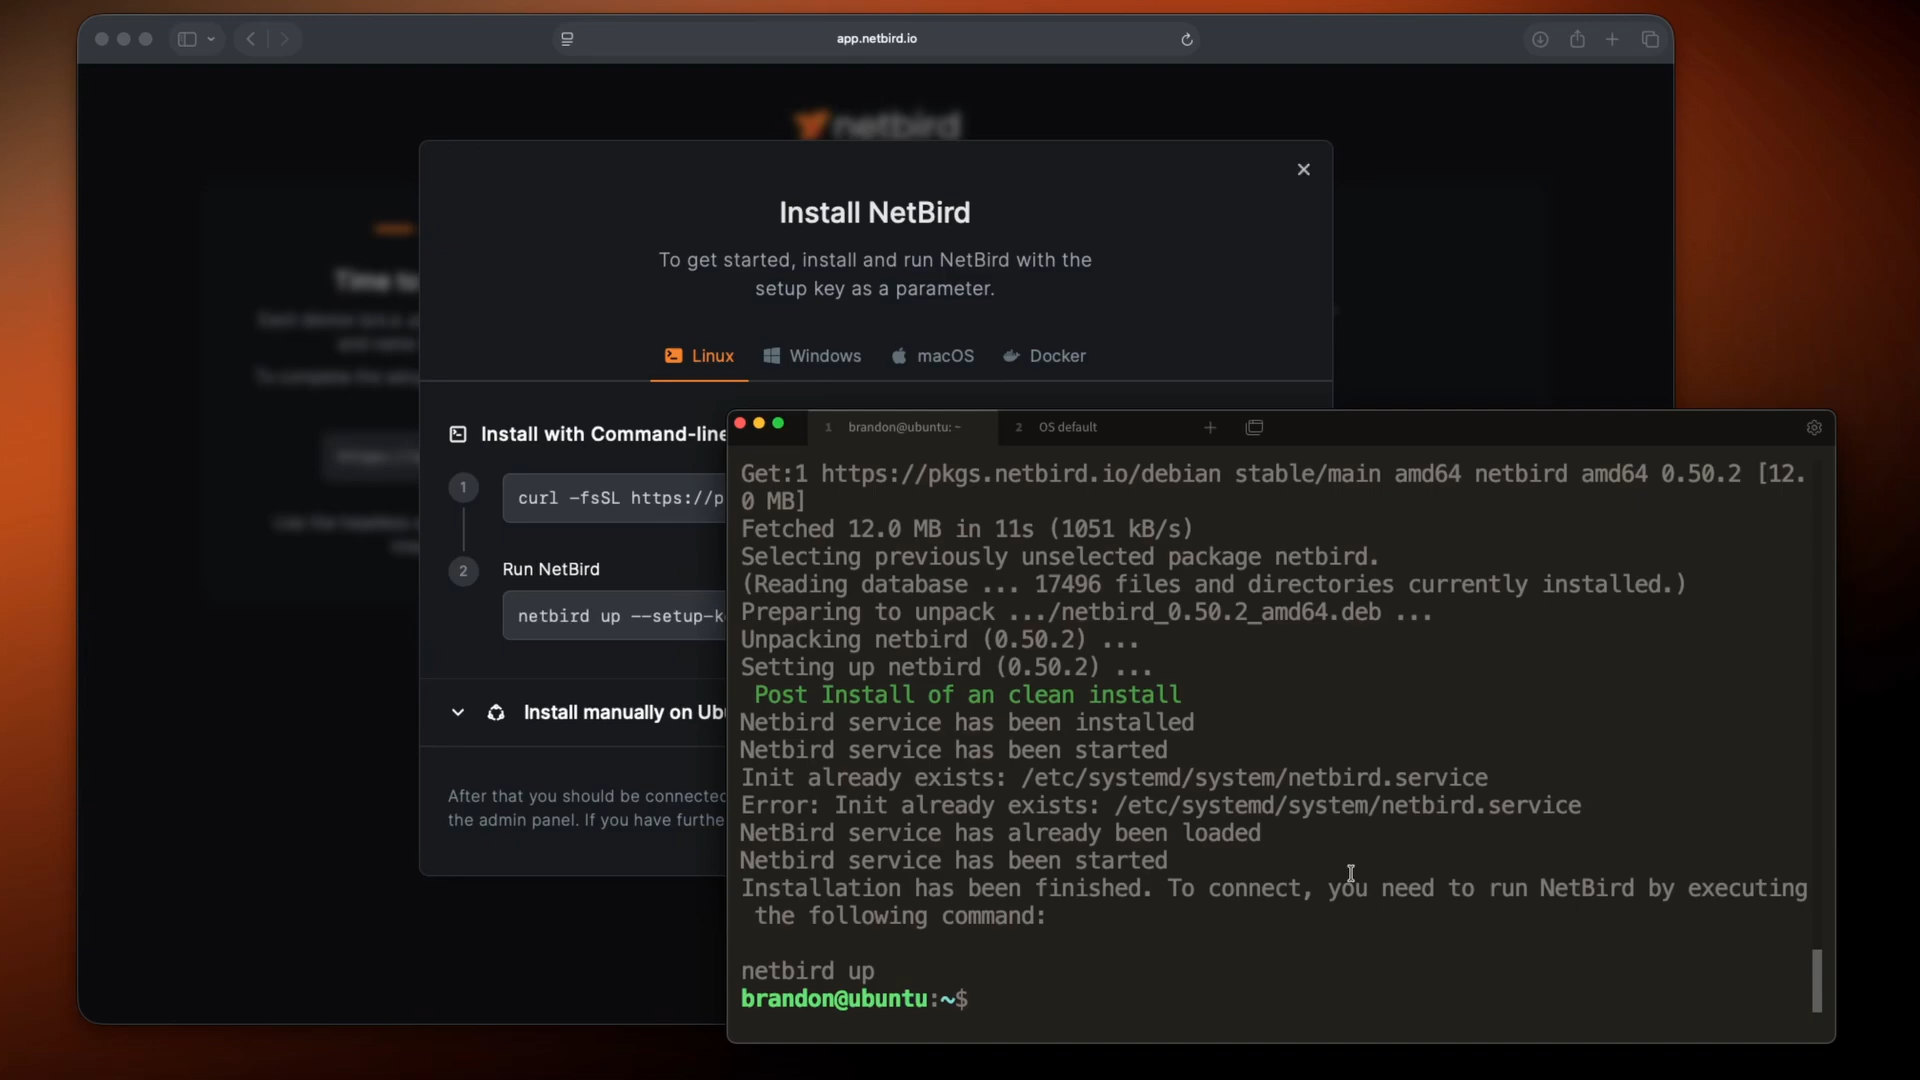 app.netbird.io
netbird
Install NetBird
To get started, install and run NetBird with the
setup key as a parameter.
Linux
Windows
macOS
Docker
Install with Command-line
1
curl -fsSL https://p
2
Run NetBird
netbird up --setup-k
Install manually on Ub
After that you should be connected
the admin panel. If you have furthe
1 brandon@ubuntu: ~
2 OS default
Get:1 https://pkgs.netbird.io/debian stable/main amd64 netbird amd64 0.50.2 [12.
0 MB]
Fetched 12.0 MB in 11s (1051 kB/s)
Selecting previously unselected package netbird.
(Reading database ... 17496 files and directories currently installed.)
Preparing to unpack .../netbird_0.50.2_amd64.deb ...
Unpacking netbird (0.50.2) ...
Setting up netbird (0.50.2) ...
Post Install of an clean install
Netbird service has been installed
Netbird service has been started
Init already exists: /etc/systemd/system/netbird.service
Error: Init already exists: /etc/systemd/system/netbird.service
NetBird service has already been loaded
Netbird service has been started
Installation has been finished. To connect, you need to run NetBird by executing
the following command:
netbird up
brandon@ubuntu:~$